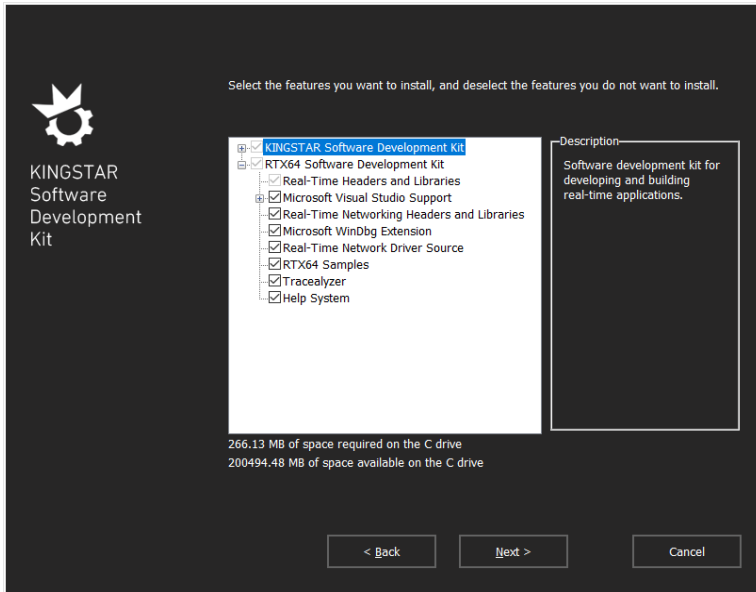 Select the features you want to install, and deselect the features you do not want to install.
KINGSTAR
Software
Development
Kit
KINGSTAR Software Development Kit
RTX64 Software Development Kit
Real-Time Headers and Libraries
Microsoft Visual Studio Support
Real-Time Networking Headers and Libraries
Microsoft WinDbg Extension
Real-Time Network Driver Source
RTX64 Samples
Tracealyzer
Help System
Description
Software development kit for
developing and building
real-time applications.
266.13 MB of space required on the C drive
200494.48 MB of space available on the C drive
< Back
Next >
Cancel